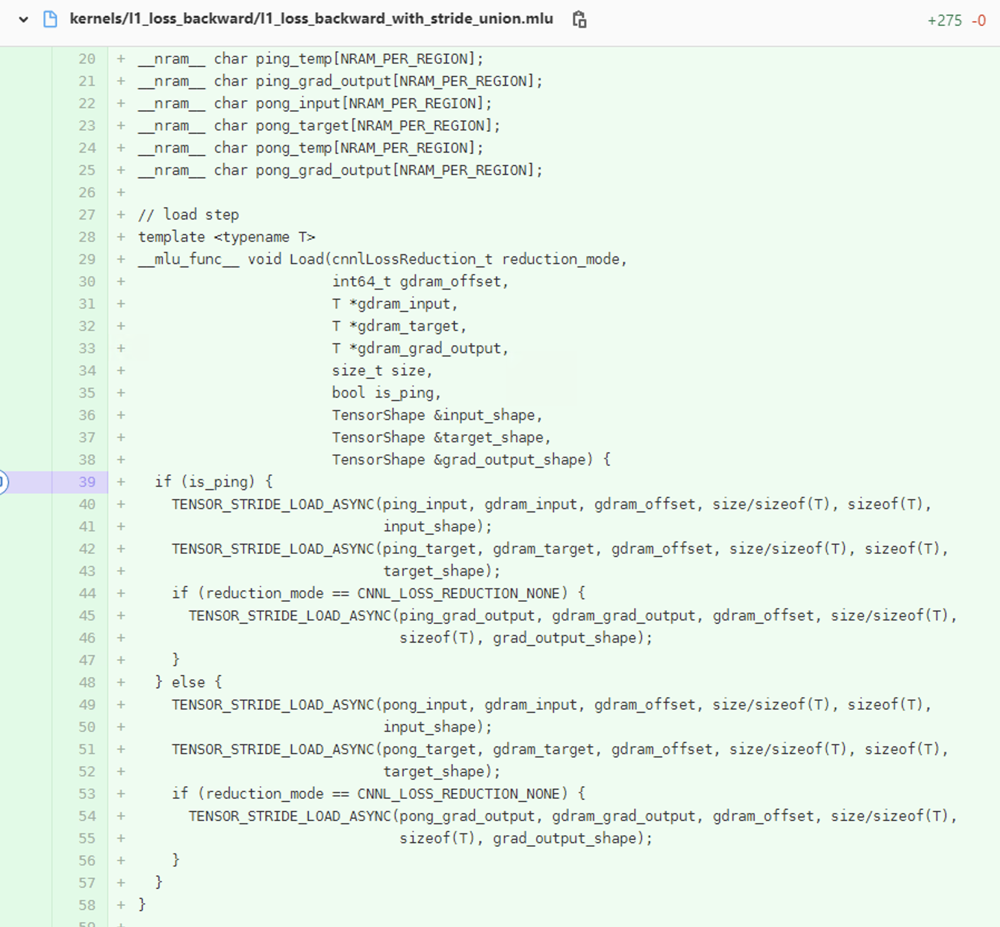 kernels/l1_loss_backward/l1_loss_backward_with_stride_union.mlu +275 -0
20 + __nram__ char ping_temp[NRAM_PER_REGION];
21 + __nram__ char ping_grad_output[NRAM_PER_REGION];
22 + __nram__ char pong_input[NRAM_PER_REGION];
23 + __nram__ char pong_target[NRAM_PER_REGION];
24 + __nram__ char pong_temp[NRAM_PER_REGION];
25 + __nram__ char pong_grad_output[NRAM_PER_REGION];
26 +
27 + // load step
28 + template <typename T>
29 + __mlu_func__ void Load(cnnlLossReduction_t reduction_mode,
30 + int64_t gdram_offset,
31 + T *gdram_input,
32 + T *gdram_target,
33 + T *gdram_grad_output,
34 + size_t size,
35 + bool is_ping,
36 + TensorShape &input_shape,
37 + TensorShape &target_shape,
38 + TensorShape &grad_output_shape) {
39 + if (is_ping) {
40 + TENSOR_STRIDE_LOAD_ASYNC(ping_input, gdram_input, gdram_offset, size/sizeof(T), sizeof(T),
41 + input_shape);
42 + TENSOR_STRIDE_LOAD_ASYNC(ping_target, gdram_target, gdram_offset, size/sizeof(T), sizeof(T),
43 + target_shape);
44 + if (reduction_mode == CNNL_LOSS_REDUCTION_NONE) {
45 + TENSOR_STRIDE_LOAD_ASYNC(ping_grad_output, gdram_grad_output, gdram_offset, size/sizeof(T),
46 + sizeof(T), grad_output_shape);
47 + }
48 + } else {
49 + TENSOR_STRIDE_LOAD_ASYNC(pong_input, gdram_input, gdram_offset, size/sizeof(T), sizeof(T),
50 + input_shape);
51 + TENSOR_STRIDE_LOAD_ASYNC(pong_target, gdram_target, gdram_offset, size/sizeof(T), sizeof(T),
52 + target_shape);
53 + if (reduction_mode == CNNL_LOSS_REDUCTION_NONE) {
54 + TENSOR_STRIDE_LOAD_ASYNC(pong_grad_output, gdram_grad_output, gdram_offset, size/sizeof(T),
55 + sizeof(T), grad_output_shape);
56 + }
57 + }
58 + }
59 +